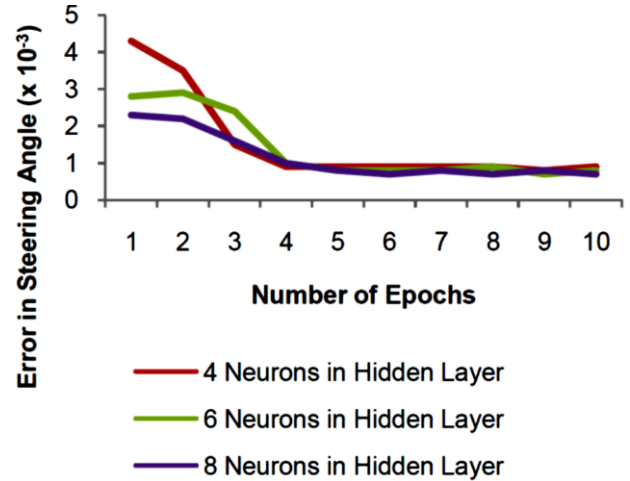 Error in Steering Angle (x 10⁻³)
5
4
3
2
1
0
1 2 3 4 5 6 7 8 9 10
Number of Epochs
4 Neurons in Hidden Layer
6 Neurons in Hidden Layer
8 Neurons in Hidden Layer